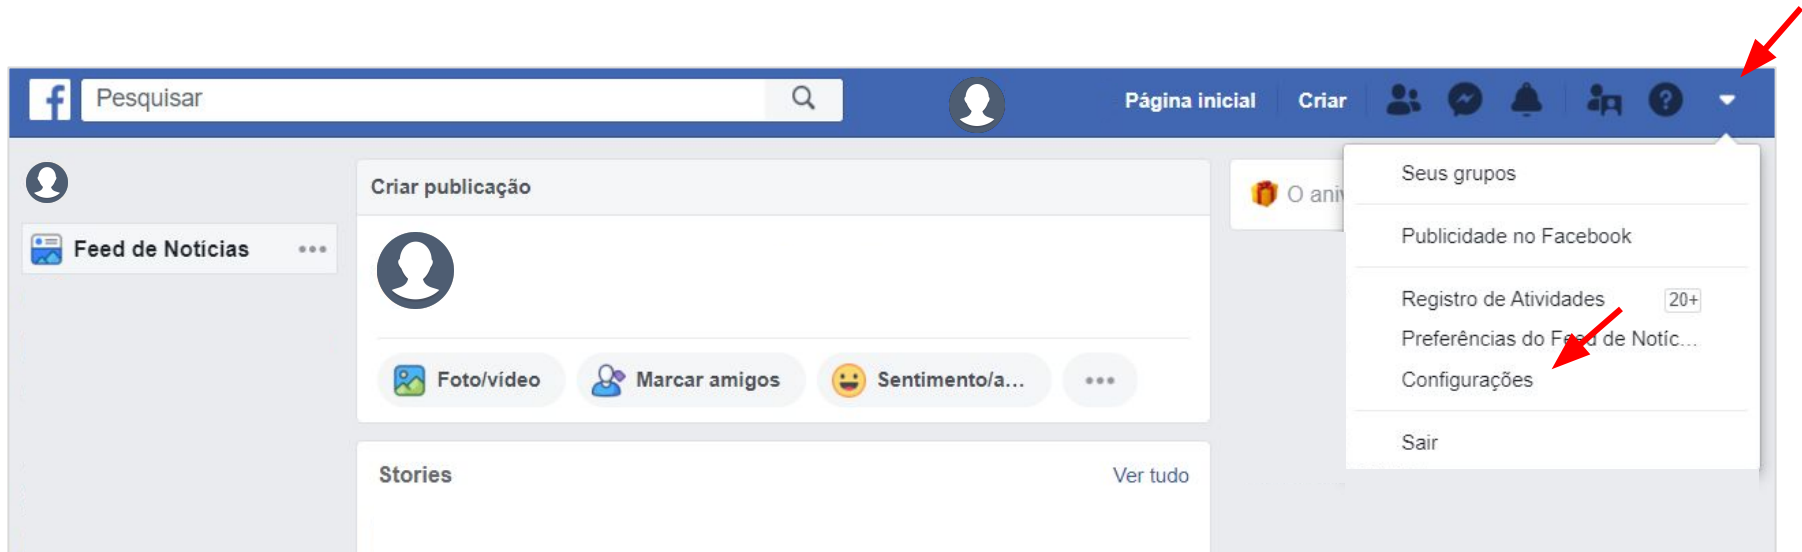 f Pesquisar Página inicial Criar
Criar publicação
O aniv
Seus grupos
Publicidade no Facebook
Feed de Notícias
Registro de Atividades 20+
Preferências do Feed de Notíc...
Configurações
Foto/vídeo Marcar amigos Sentimento/a...
Sair
Stories Ver tudo